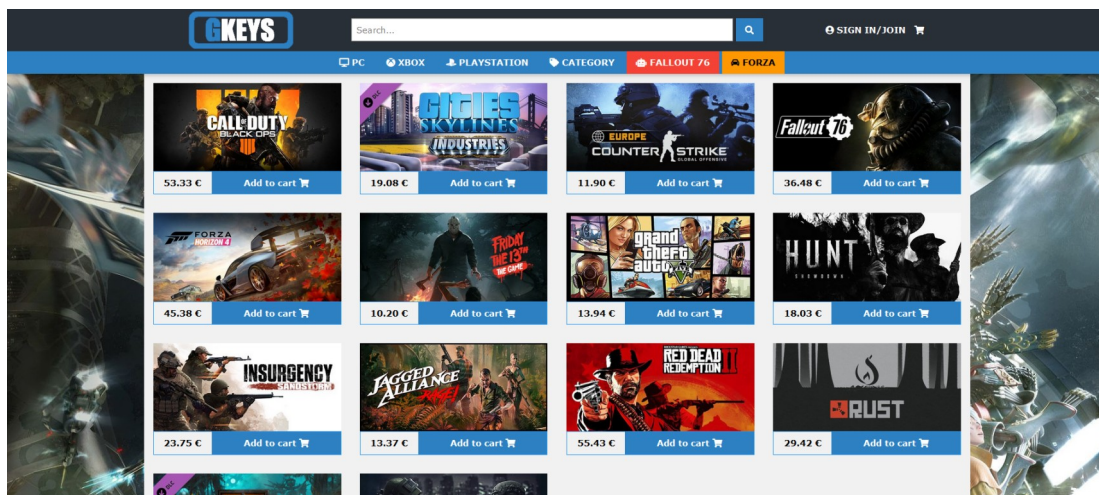 GKEYS
Search...
SIGN IN/JOIN
PC XBOX PLAYSTATION CATEGORY FALLOUT 76 FORZA
CALL OF DUTY
BLACK OPS
IIII
53.33 € Add to cart
DLC
CITIES
SKYLINES
INDUSTRIES
19.08 € Add to cart
EUROPE
COUNTER STRIKE
GLOBAL OFFENSIVE
11.90 € Add to cart
Fallout 76
36.48 € Add to cart
FORZA
HORIZON 4
45.38 € Add to cart
FRIDAY
THE 13TH
THE GAME
10.20 € Add to cart
grand
theft
auto V
13.94 € Add to cart
HUNT
SHOWDOWN
18.03 € Add to cart
INSURGENCY
SANDSTORM
23.75 € Add to cart
JAGGED
ALLIANCE
RAGE!
13.37 € Add to cart
RED DEAD
REDEMPTION II
55.43 € Add to cart
RUST
29.42 € Add to cart
DLC